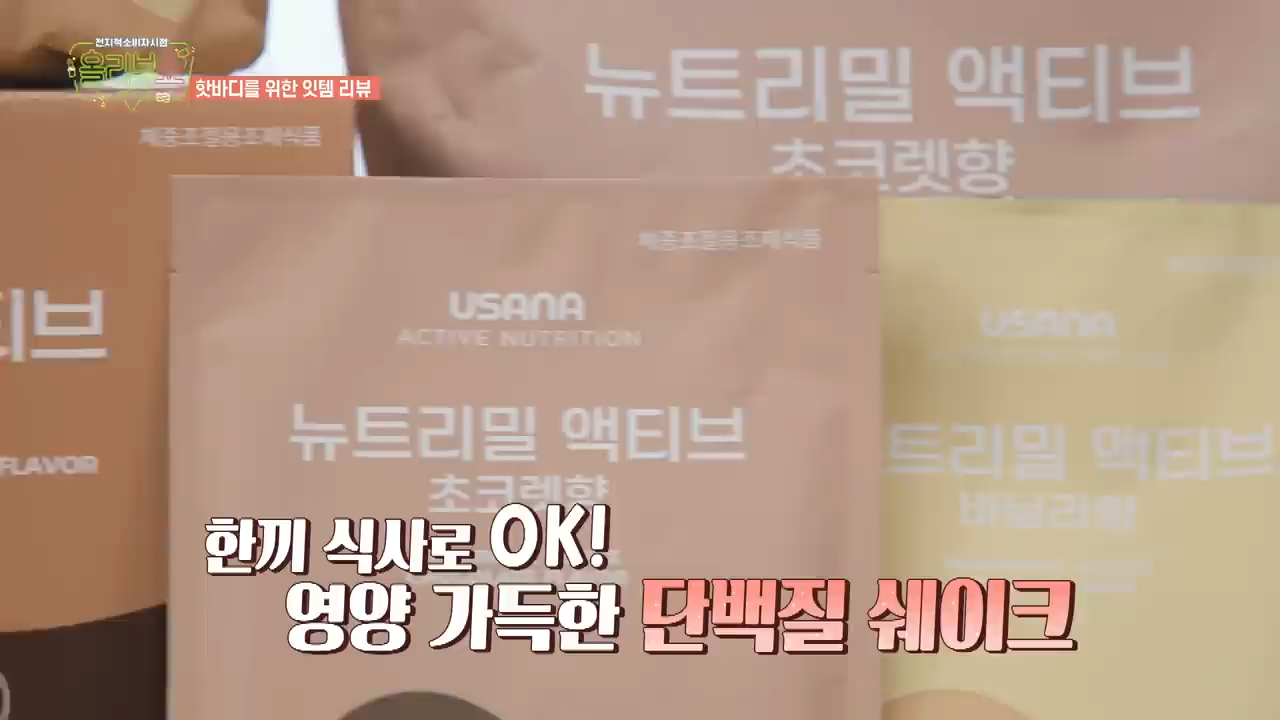 전지적소비자시점
올리브
핫바디를 위한 잇템 리뷰
뉴트리밀 액티브
초코렛향
체중조절용조제식품
티브
FLAVOR
체중조절용조제식품
USANA
ACTIVE NUTRITION
뉴트리밀 액티브
초코렛향
USANA
트리밀 액티브
바닐라향
한끼 식사로 OK!
영양 가득한 단백질 쉐이크